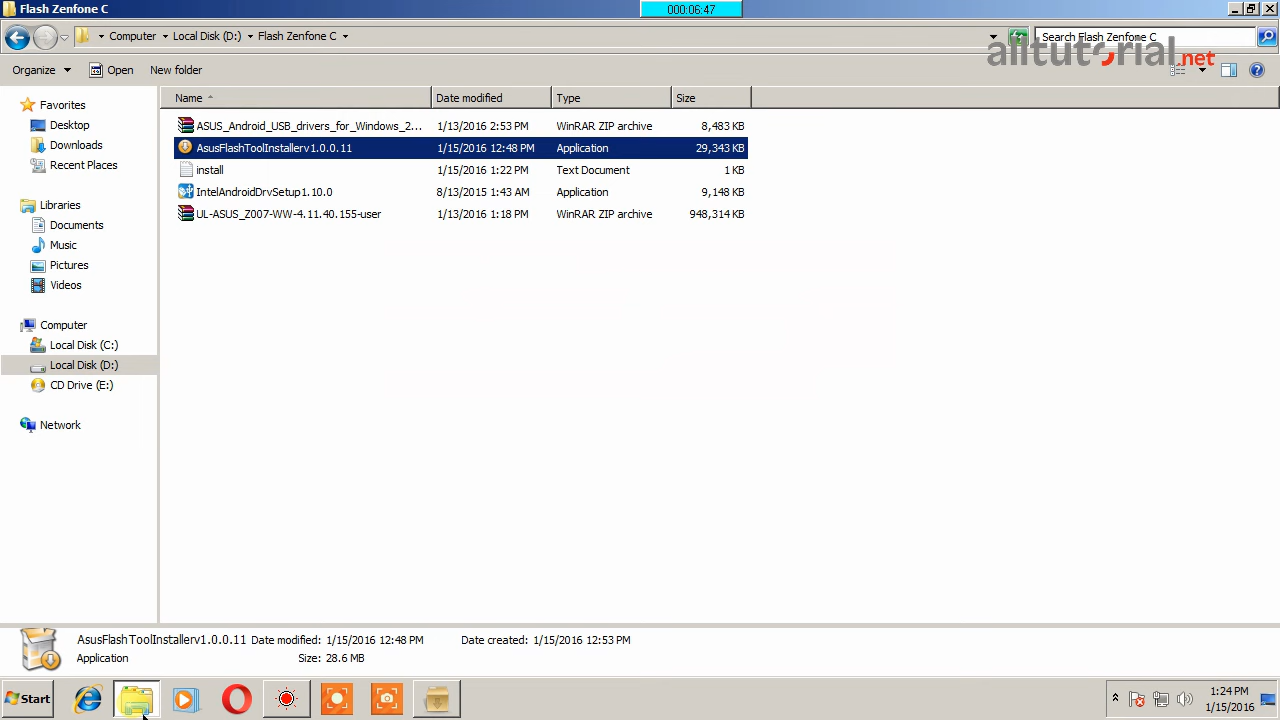 Flash Zenfone C
000:06:47
Computer Local Disk (D:) Flash Zenfone C
Search Flash Zenfone C
alltutorial.net
Organize Open New folder
Name Date modified Type Size
ASUS_Android_USB_drivers_for_Windows_2... 1/13/2016 2:53 PM WinRAR ZIP archive 8,483 KB
AsusFlashToolInstallerv1.0.0.11 1/15/2016 12:48 PM Application 29,343 KB
install 1/15/2016 1:22 PM Text Document 1 KB
IntelAndroidDrvSetup1.10.0 8/13/2015 1:43 AM Application 9,148 KB
UL-ASUS_Z007-WW-4.11.40.155-user 1/13/2016 1:18 PM WinRAR ZIP archive 948,314 KB
Favorites
Desktop
Downloads
Recent Places
Libraries
Documents
Music
Pictures
Videos
Computer
Local Disk (C:)
Local Disk (D:)
CD Drive (E:)
Network
AsusFlashToolInstallerv1.0.0.11 Date modified: 1/15/2016 12:48 PM Date created: 1/15/2016 12:53 PM
Application Size: 28.6 MB
Start
1:24 PM
1/15/2016